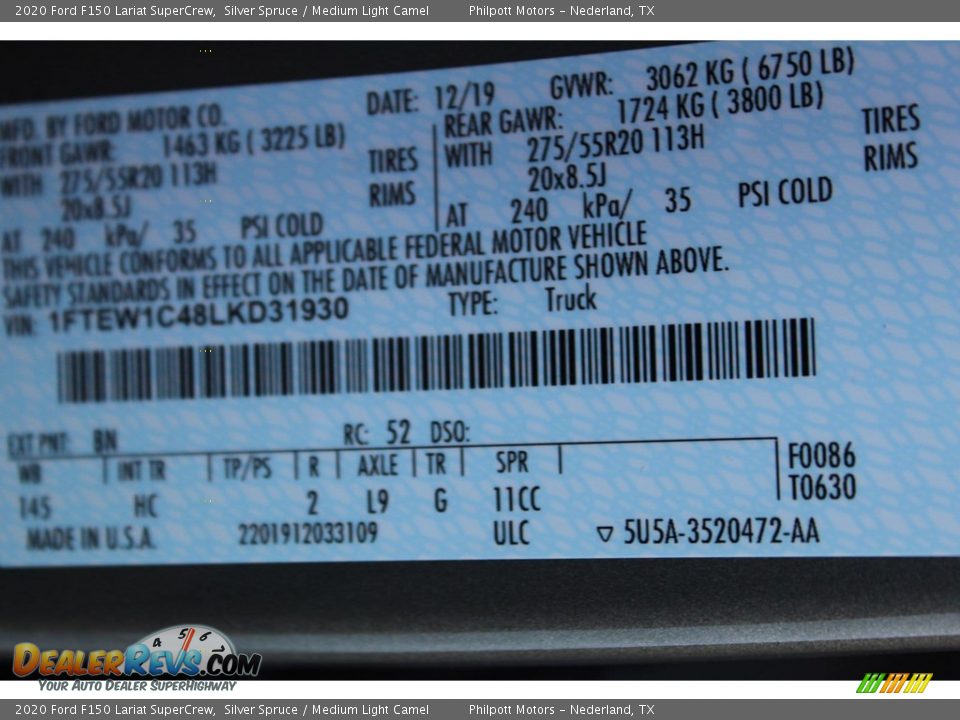 2020 Ford F150 Lariat SuperCrew,  Silver Spruce / Medium Light Camel    Philpott Motors – Nederland, TX
MFD. BY FORD MOTOR CO.  DATE: 12/19  GVWR: 3062 KG ( 6750 LB)
FRONT GAWR: 1463 KG ( 3225 LB)  REAR GAWR: 1724 KG ( 3800 LB)
WITH 275/55R20 113H TIRES  WITH 275/55R20 113H TIRES
20x8.5J RIMS  20x8.5J RIMS
AT 240 kPa/ 35 PSI COLD  AT 240 kPa/ 35 PSI COLD
THIS VEHICLE CONFORMS TO ALL APPLICABLE FEDERAL MOTOR VEHICLE
SAFETY STANDARDS IN EFFECT ON THE DATE OF MANUFACTURE SHOWN ABOVE.
VIN: 1FTEW1C48LKD31930  TYPE: Truck
EXT PNT: BN  RC: 52 DSO:
WB INT TR TP/PS R AXLE TR SPR  F0086
145 HC 2 L9 G 11CC  T0630
MADE IN U.S.A. 2201912033109 ULC ▽ 5U5A-3520472-AA
4 5 6
DEALERREVS.COM
YOUR AUTO DEALER SUPERHIGHWAY
2020 Ford F150 Lariat SuperCrew,  Silver Spruce / Medium Light Camel    Philpott Motors – Nederland, TX